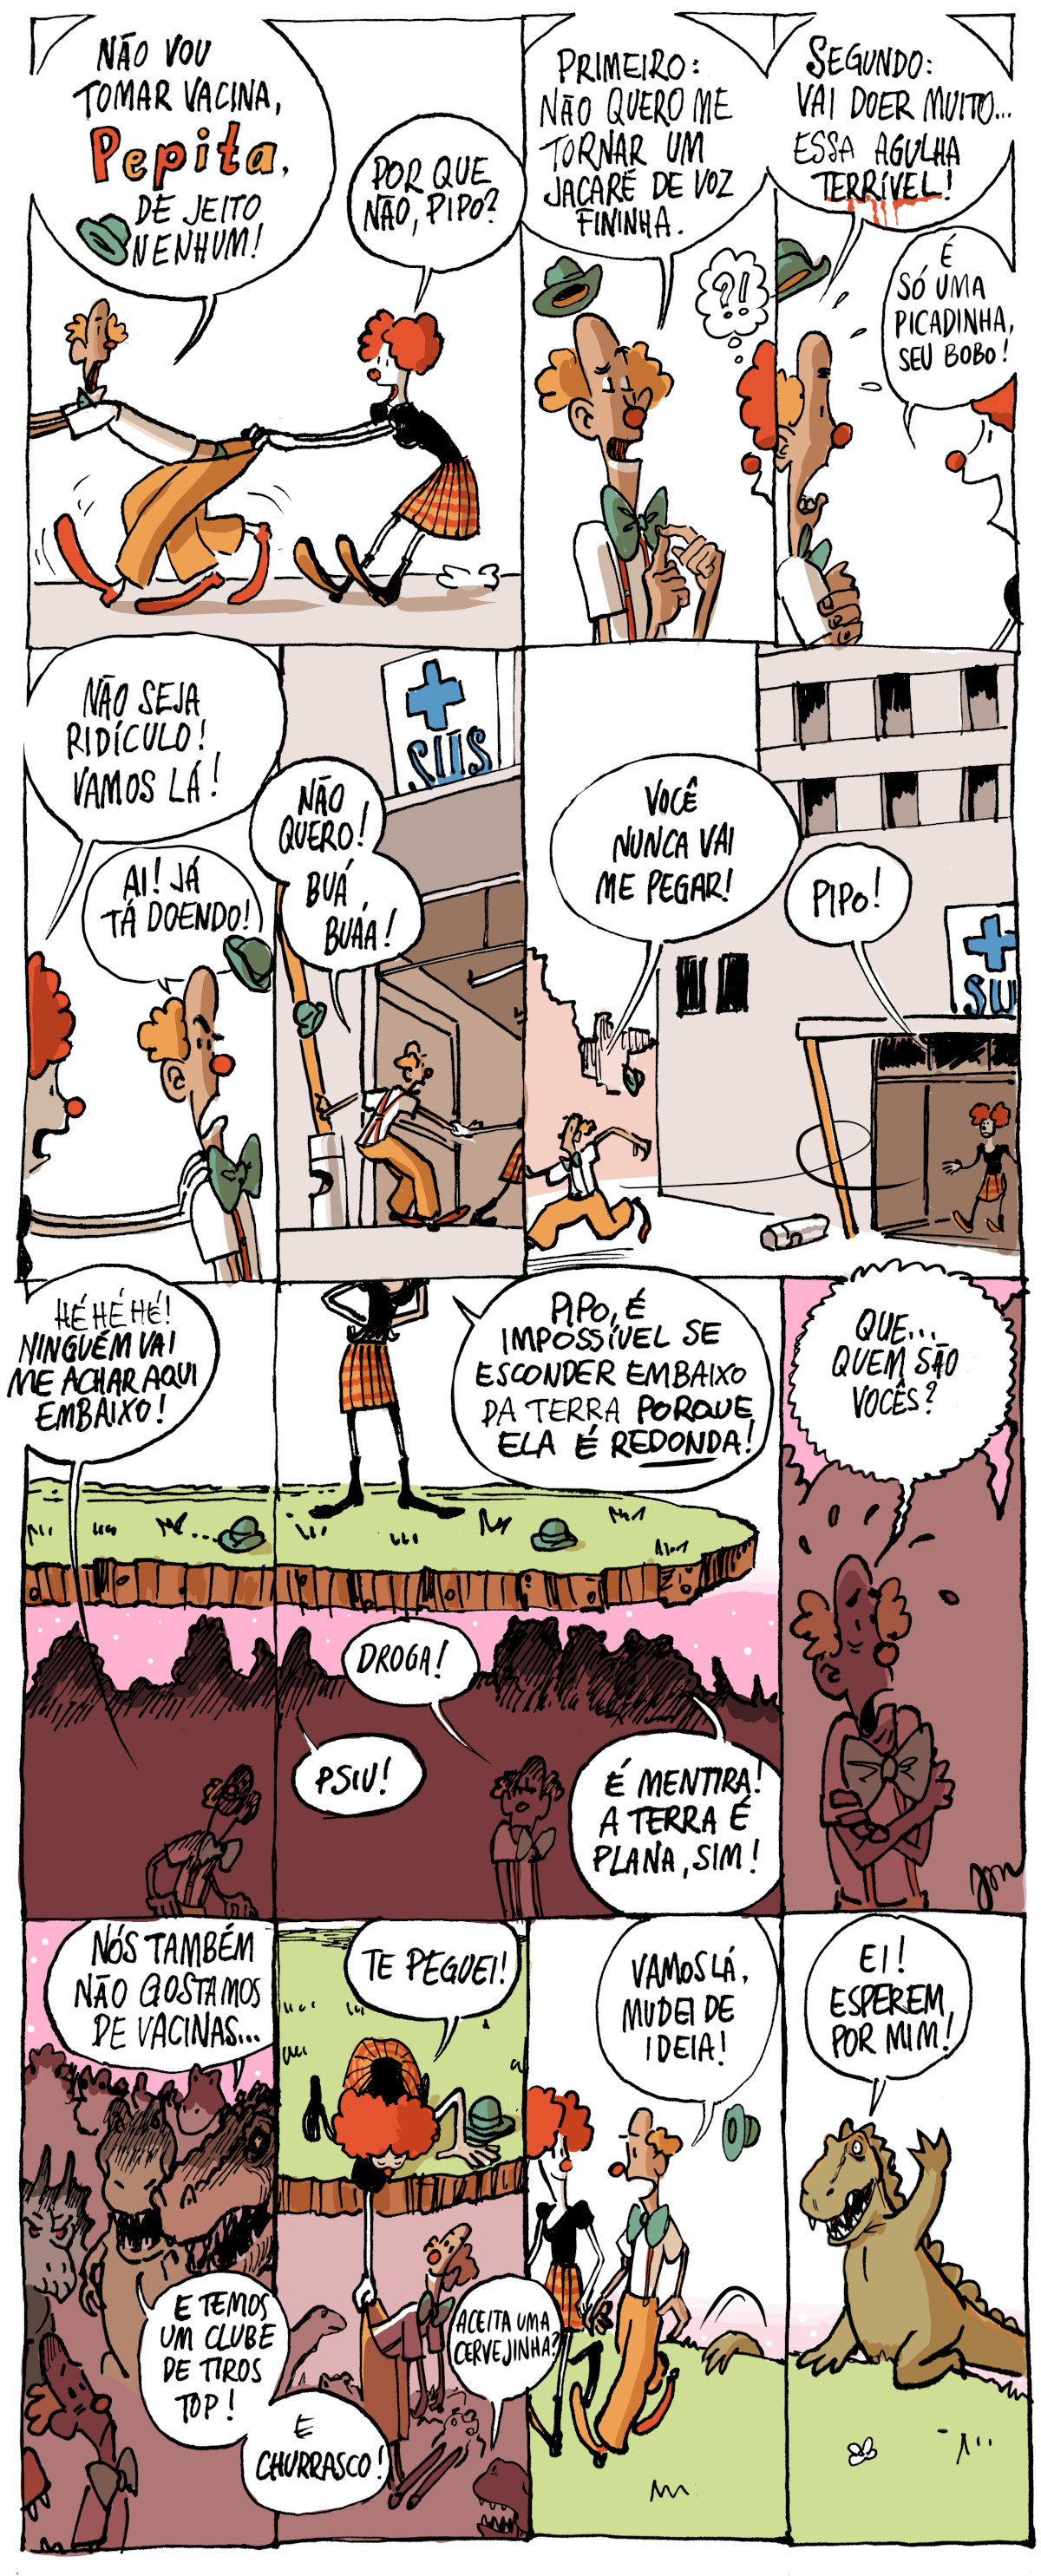 NÃO VOU
TOMAR VACINA,
Pepita,
DE JEITO
NENHUM!
POR QUE
NÃO, PIPO?
PRIMEIRO:
NÃO QUERO ME
TORNAR UM
JACARÉ DE VOZ
FININHA.
?!
SEGUNDO:
VAI DOER MUITO...
ESSA AGULHA
TERRÍVEL!
É
SÓ UMA
PICADINHA,
SEU BOBO!
NÃO SEJA
RIDÍCULO!
VAMOS LÁ!
AI! JÁ
TÁ DOENDO!
SUS
NÃO
QUERO!
BUÁ
BUÁA!
VOCÊ
NUNCA VAI
ME PEGAR!
PIPO!
SU
HÉ HÉ HÉ!
NINGUÉM VAI
ME ACHAR AQUI
EMBAIXO!
PIPO, É
IMPOSSÍVEL SE
ESCONDER EMBAIXO
DA TERRA PORQUE
ELA É REDONDA!
DROGA!
PSIU!
É MENTIRA!
A TERRA É
PLANA, SIM!
QUE...
QUEM SÃO
VOCÊS?
NÓS TAMBÉM
NÃO GOSTAMOS
DE VACINAS...
E TEMOS
UM CLUBE
DE TIROS
TOP!
TE PEGUEI!
E
CHURRASCO!
ACEITA UMA
CERVEJINHA?
VAMOS LÁ,
MUDEI DE
IDEIA!
EI!
ESPEREM
POR MIM!